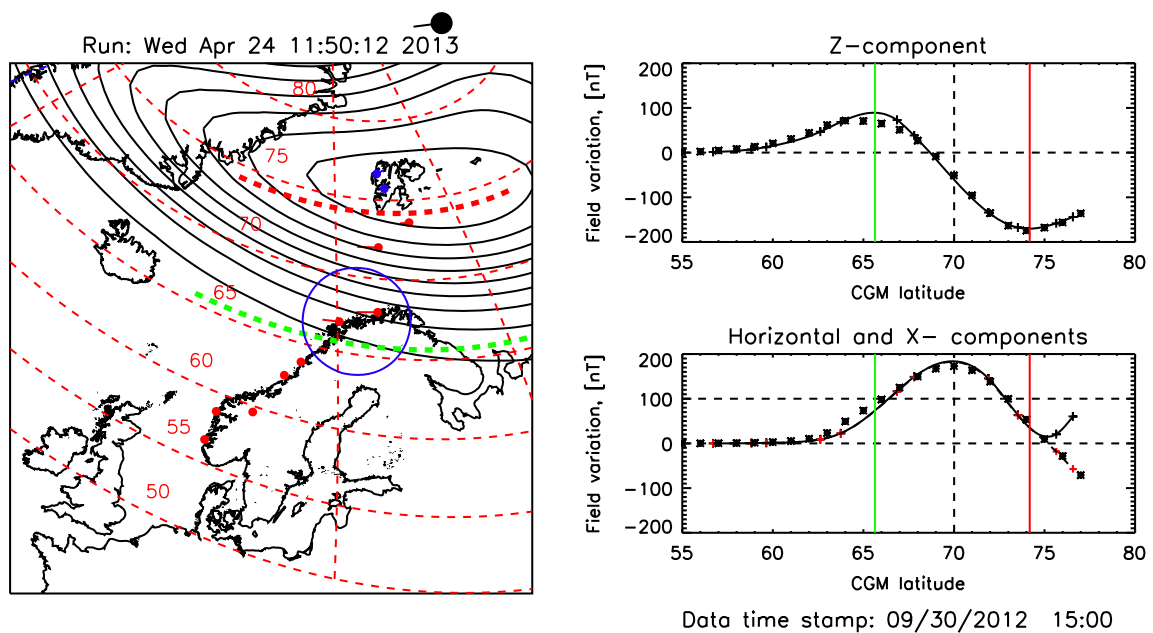 Run: Wed Apr 24 11:50:12 2013
80
75
70
65
60
55
50
Z-component
Field variation, [nT]
200
100
0
-100
-200
55 60 65 70 75 80
CGM latitude
Horizontal and X- components
Field variation, [nT]
200
100
0
-100
-200
55 60 65 70 75 80
CGM latitude
Data time stamp: 09/30/2012 15:00